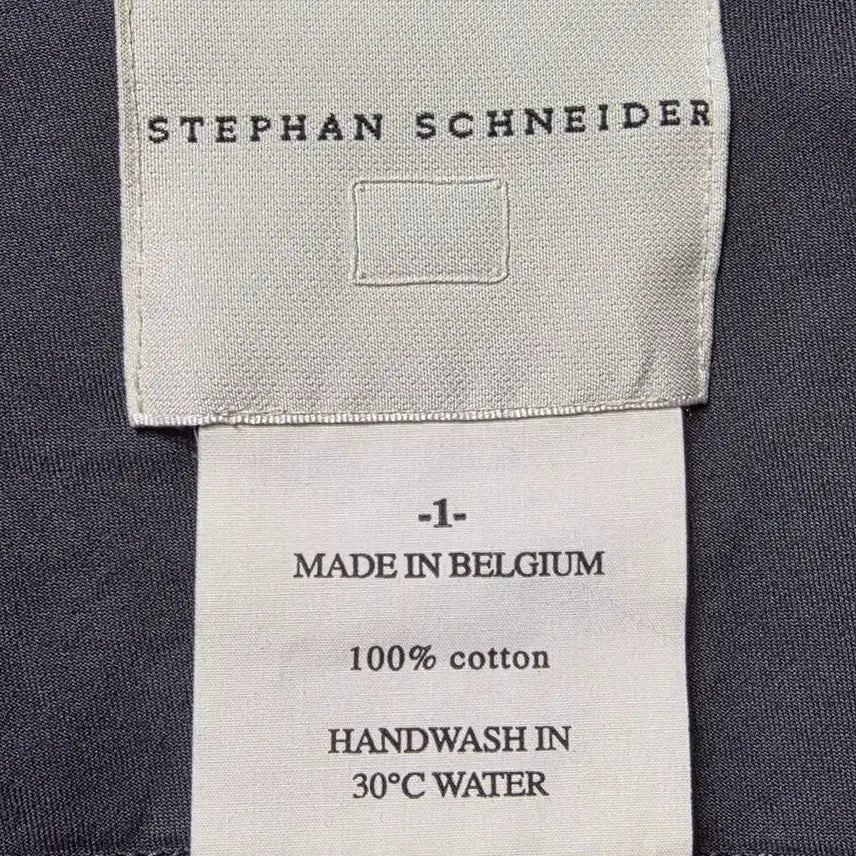 STEPHAN SCHNEIDER
-1-
MADE IN BELGIUM
100% cotton
HANDWASH IN
30°C WATER